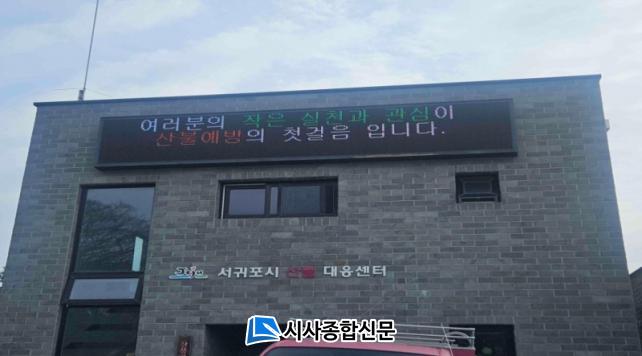 여러분의 작은 실천과 관심이
산불예방의 첫걸음 입니다.
서귀포시 산불 대응센터
시사종합신문